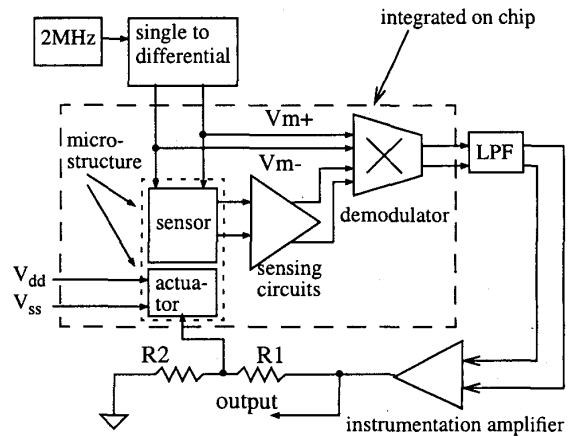 integrated on chip
2MHz
single to
differential
Vm+
micro-
structure
Vm-
LPF
sensor
demodulator
Vdd
sensing
circuits
actua-
tor
Vss
R2
R1
output
instrumentation amplifier